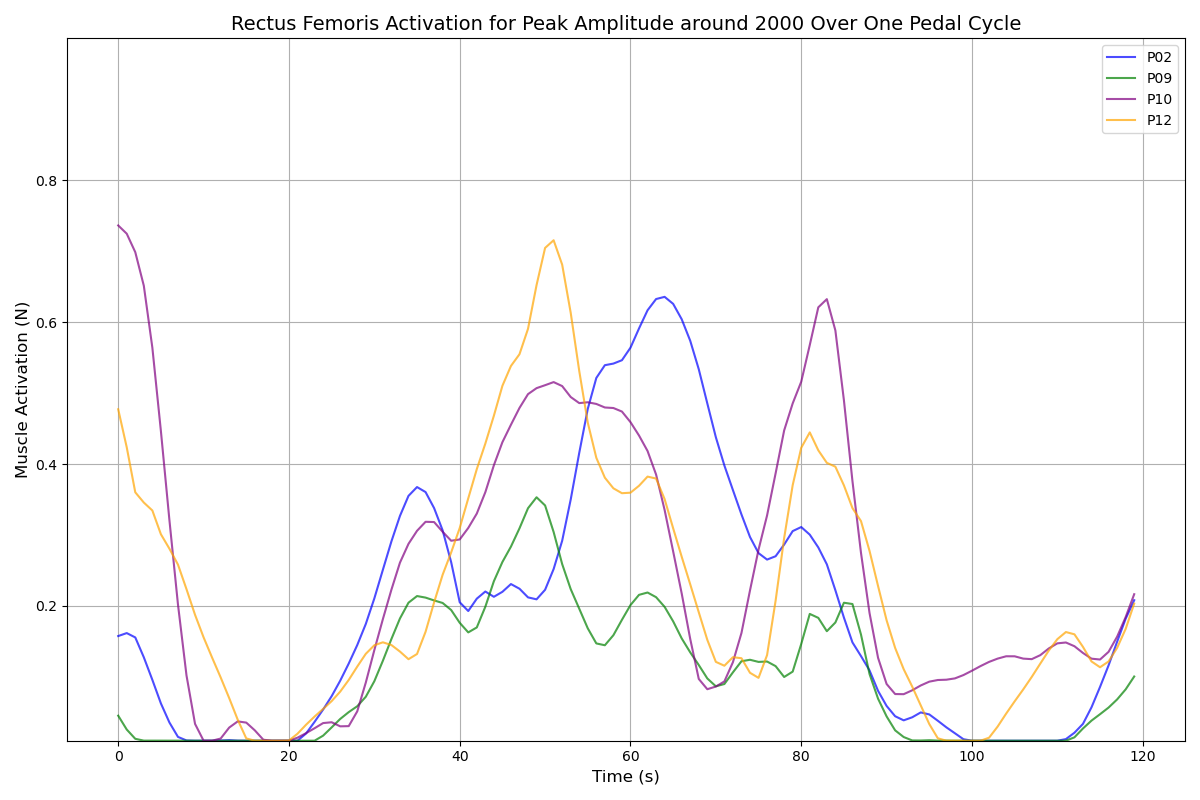 Rectus Femoris Activation for Peak Amplitude around 2000 Over One Pedal Cycle
P02
P09
P10
P12
Muscle Activation (N)
0.8
0.6
0.4
0.2
0 20 40 60 80 100 120
Time (s)